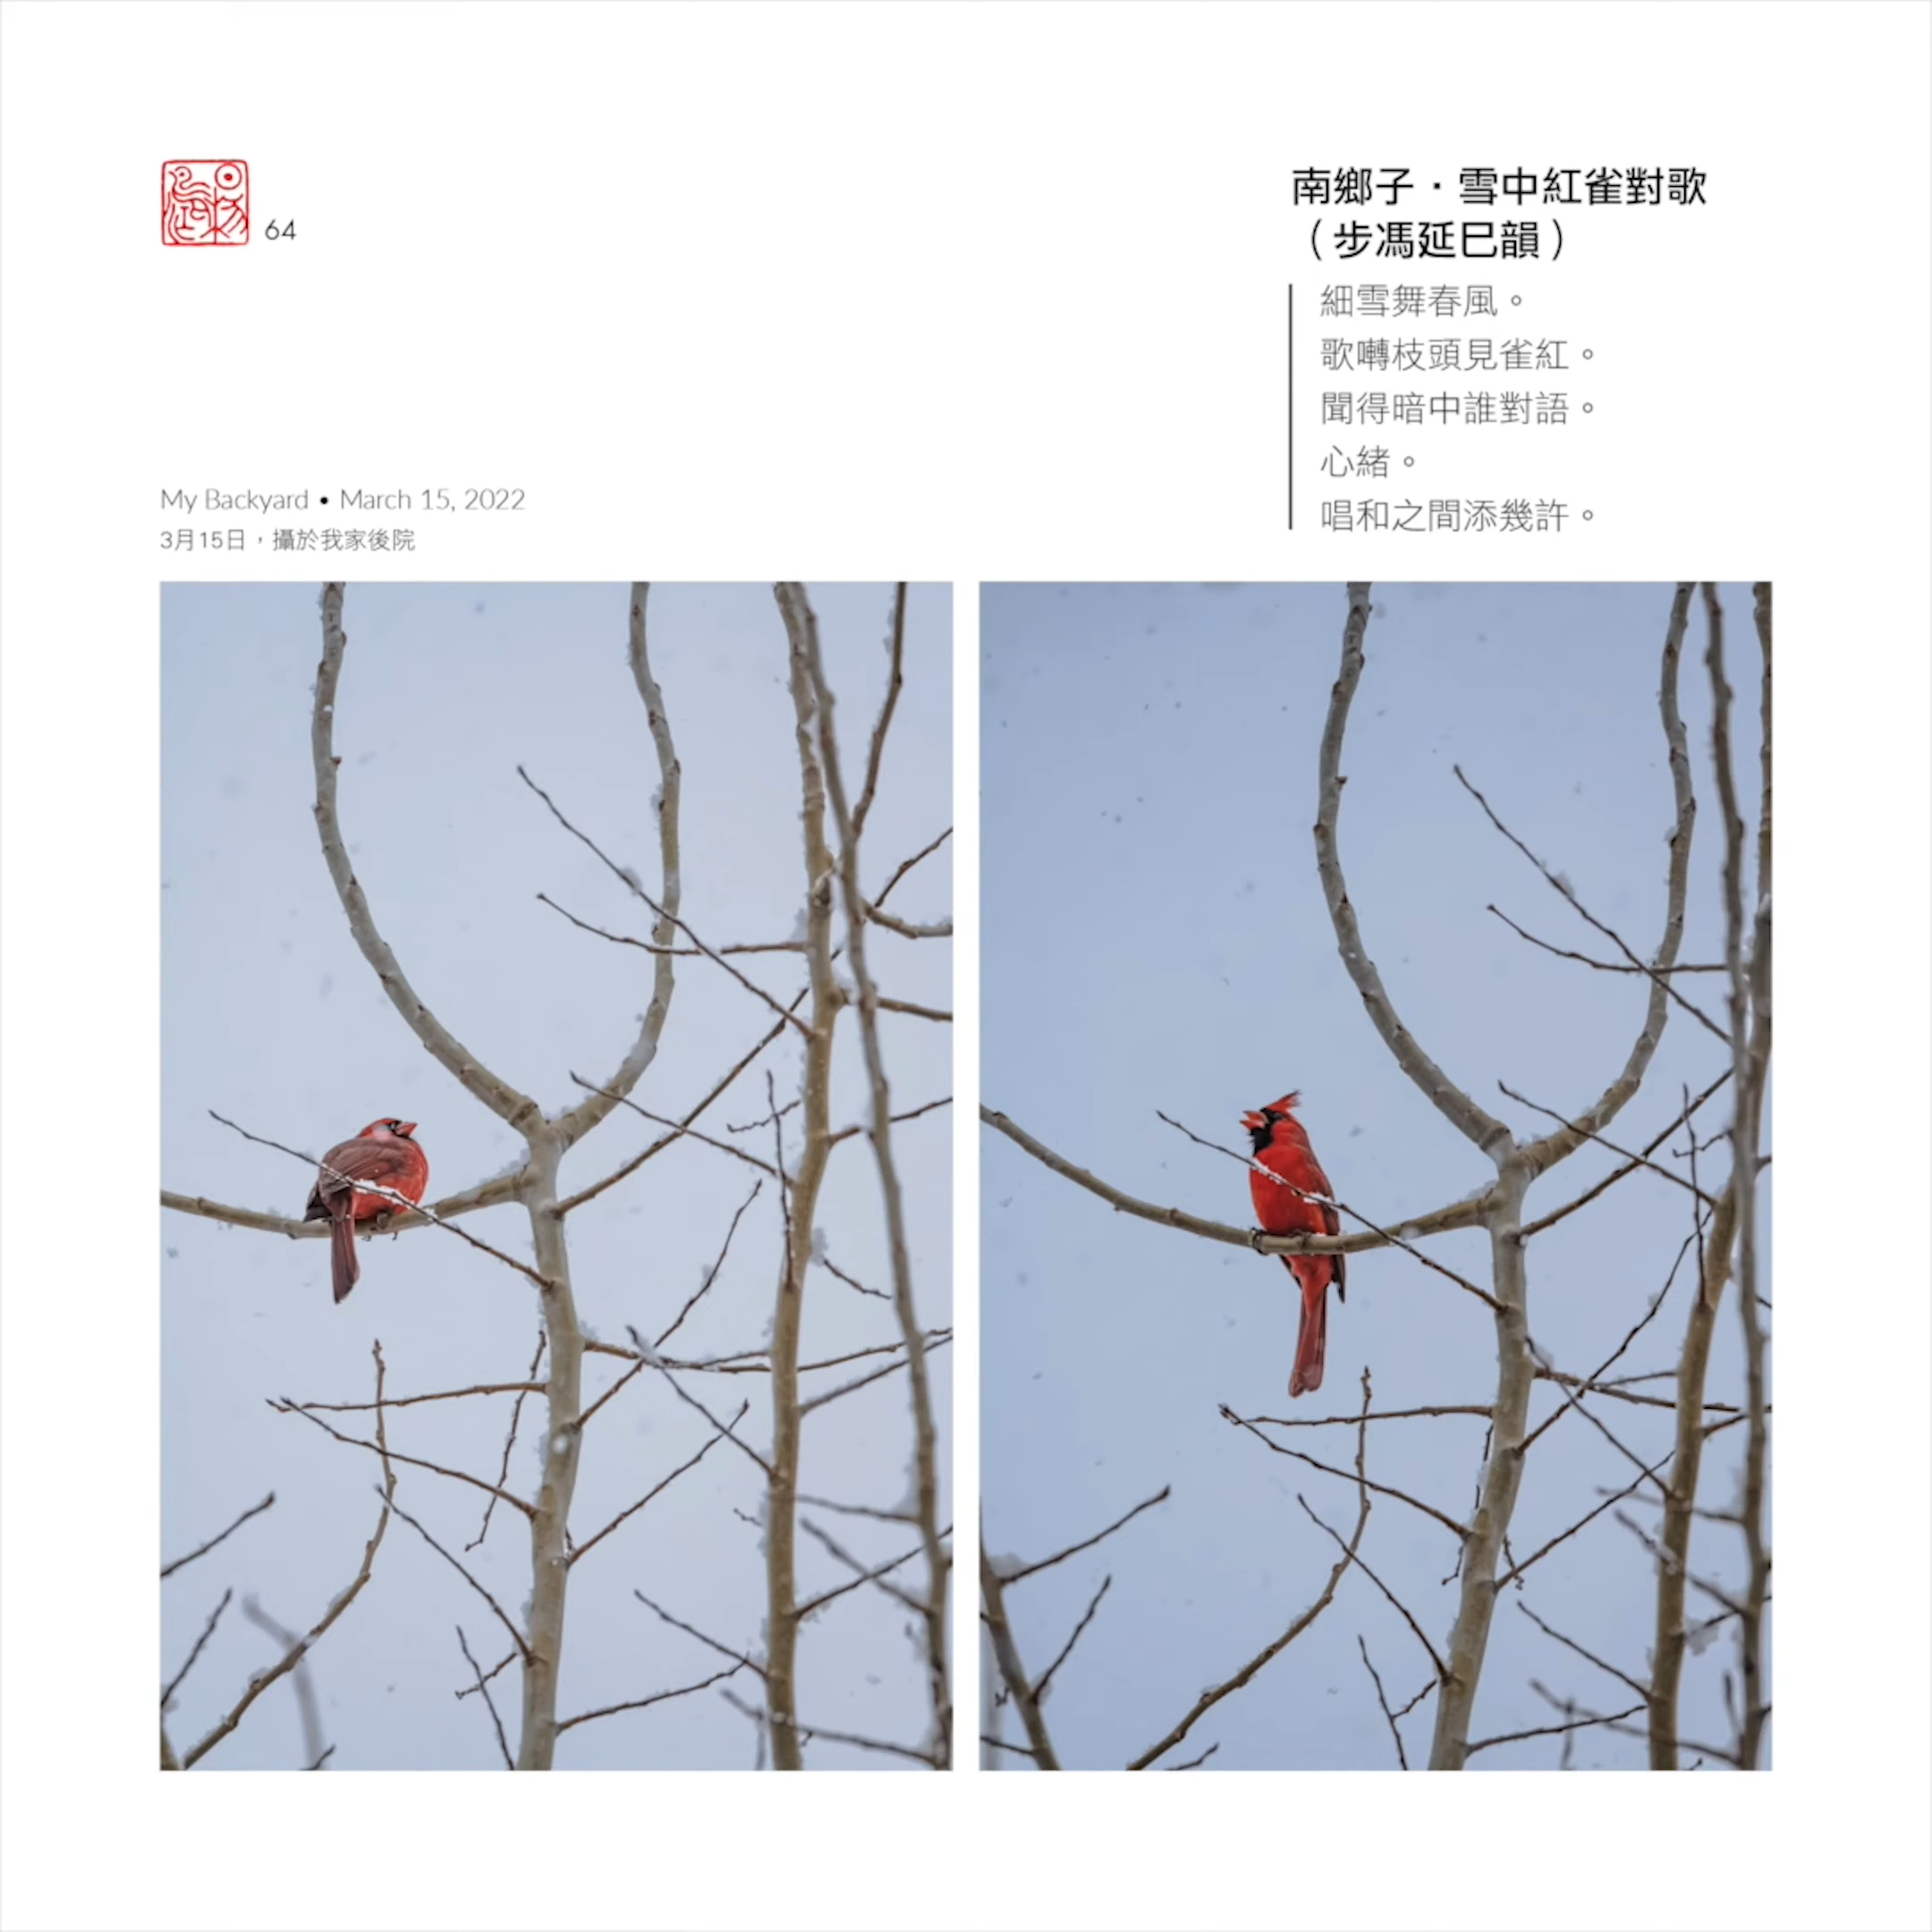 64
南鄉子·雪中紅雀對歌
（步馮延巳韻）
細雪舞春風。
歌囀枝頭見雀紅。
聞得暗中誰對語。
心緒。
唱和之間添幾許。
My Backyard • March 15, 2022
3月15日，攝於我家後院